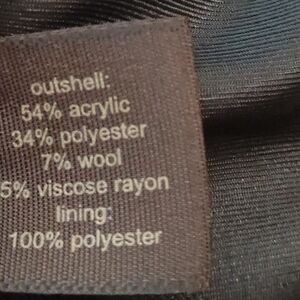 outshell:
54% acrylic
34% polyester
7% wool
5% viscose rayon
lining:
100% polyester